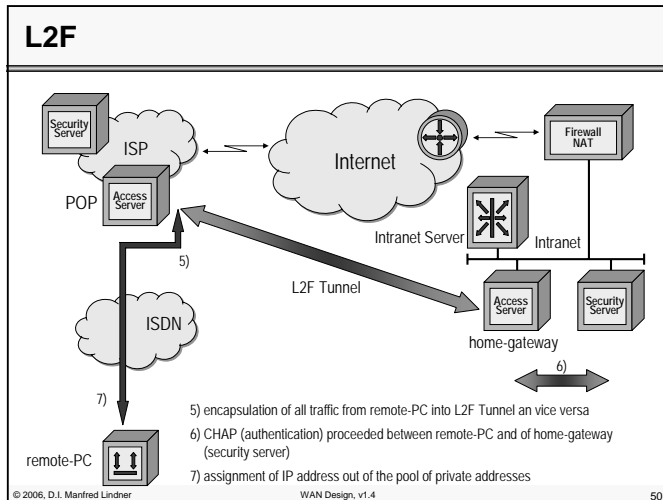 L2F
Security
Server
ISP
Internet
Firewall
NAT
POP
Access
Server
Intranet Server
Intranet
5)
L2F Tunnel
ISDN
Access
Server
Security
Server
home-gateway
6)
7)
5) encapsulation of all traffic from remote-PC into L2F Tunnel an vice versa
6) CHAP (authentication) proceeded between remote-PC and of home-gateway
(security server)
remote-PC
7) assignment of IP address out of the pool of private addresses
© 2006, D.I. Manfred Lindner
WAN Design, v1.4
50